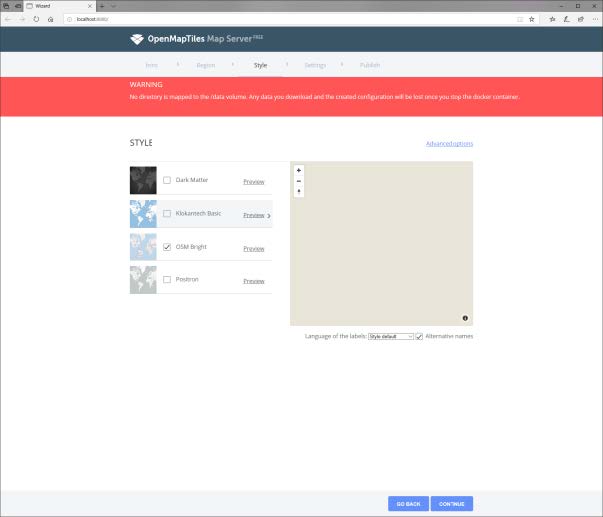 Wizard
localhost:8080/
OpenMapTiles Map Server FREE
Intro
Region
Style
Settings
Publish
WARNING
No directory is mapped to the /data volume. Any data you download and the created configuration will be lost once you stop the docker container.
STYLE
Advanced options
Dark Matter
Preview
Klokantech Basic
Preview
OSM Bright
Preview
Positron
Preview
Language of the labels: Style default Alternative names
GO BACK
CONTINUE